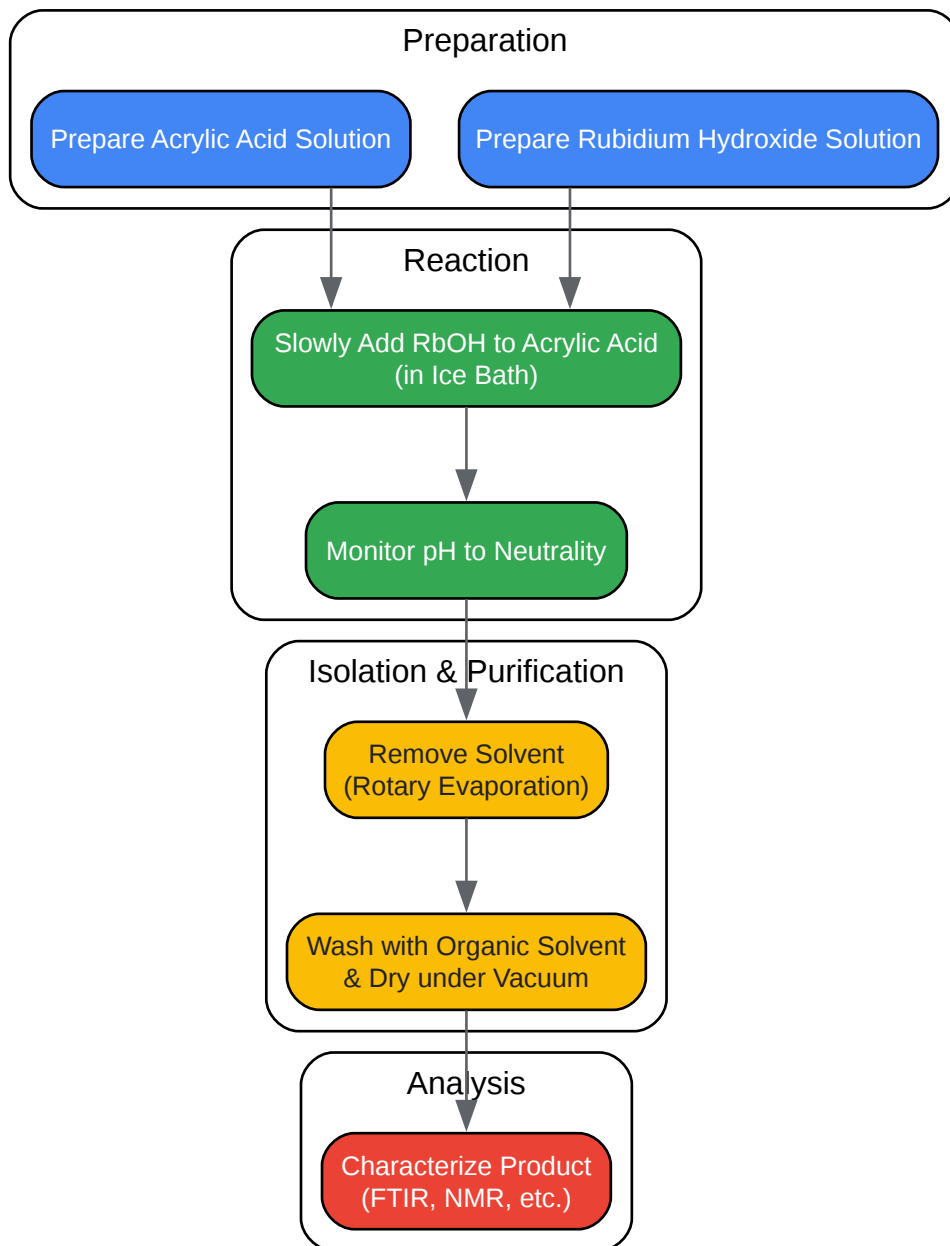 Preparation
Prepare Acrylic Acid Solution
Prepare Rubidium Hydroxide Solution
Reaction
Slowly Add RbOH to Acrylic Acid
(in Ice Bath)
Monitor pH to Neutrality
Isolation & Purification
Remove Solvent
(Rotary Evaporation)
Wash with Organic Solvent
& Dry under Vacuum
Analysis
Characterize Product
(FTIR, NMR, etc.)